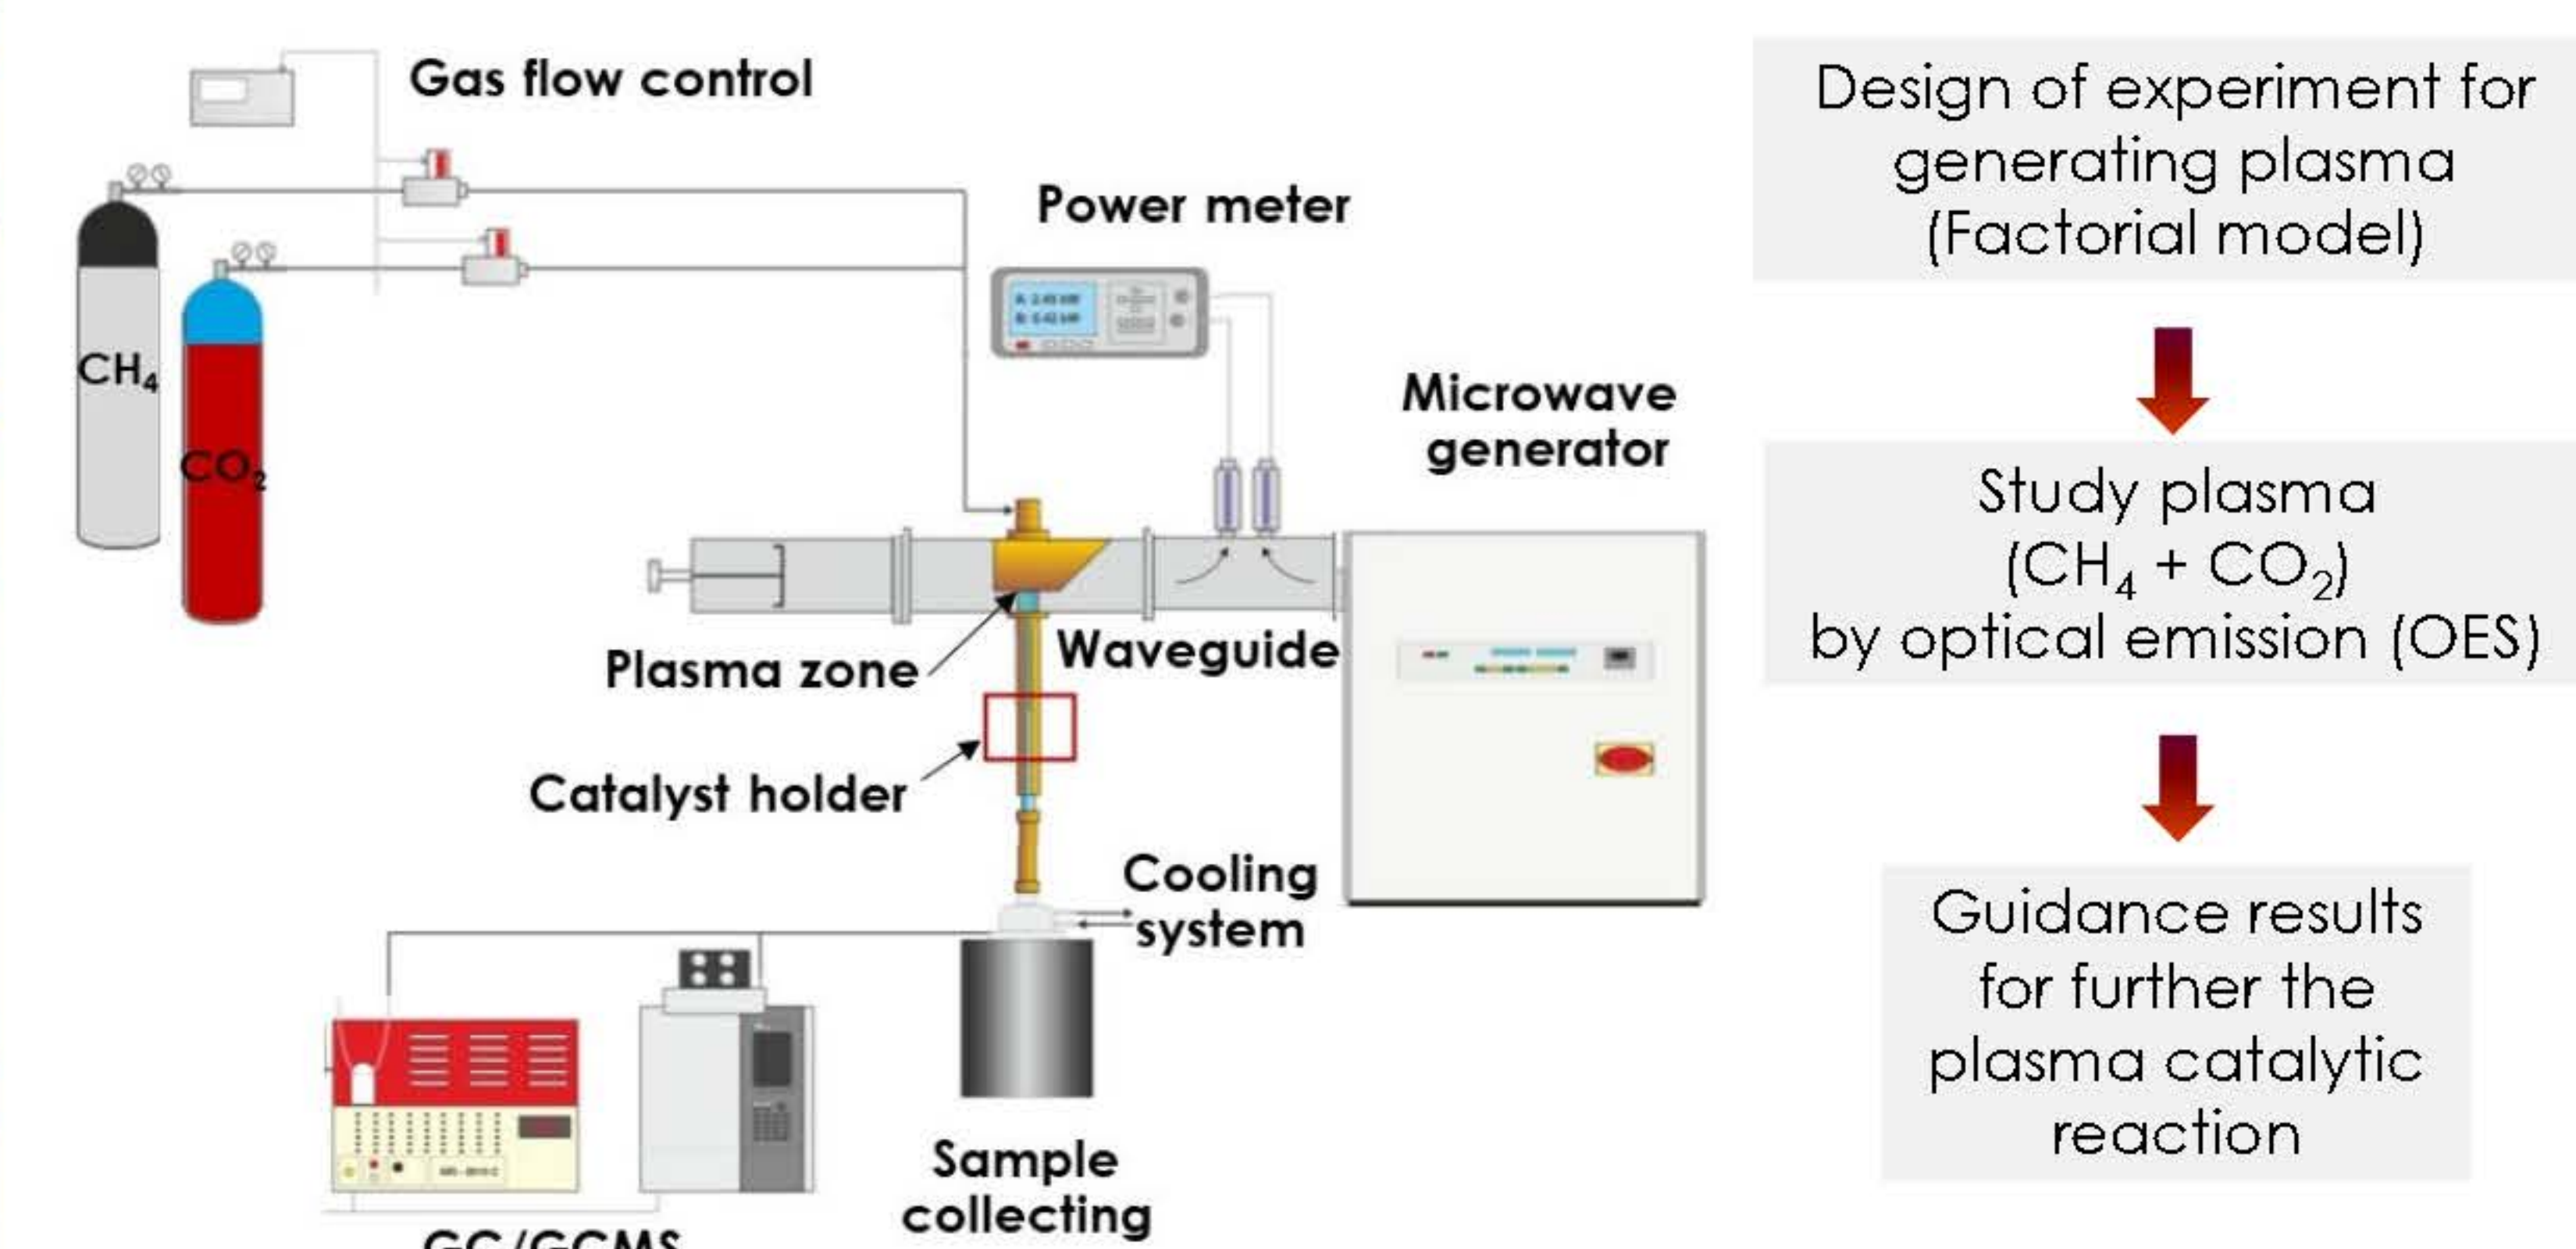 Gas flow control
Power meter
CH₄
CO₂
Microwave
generator
Plasma zone
Waveguide
Catalyst holder
Cooling
system
Sample
collecting
GC/GCMS
Design of experiment for
generating plasma
(Factorial model)
Study plasma
(CH₄ + CO₂)
by optical emission (OES)
Guidance results
for further the
plasma catalytic
reaction